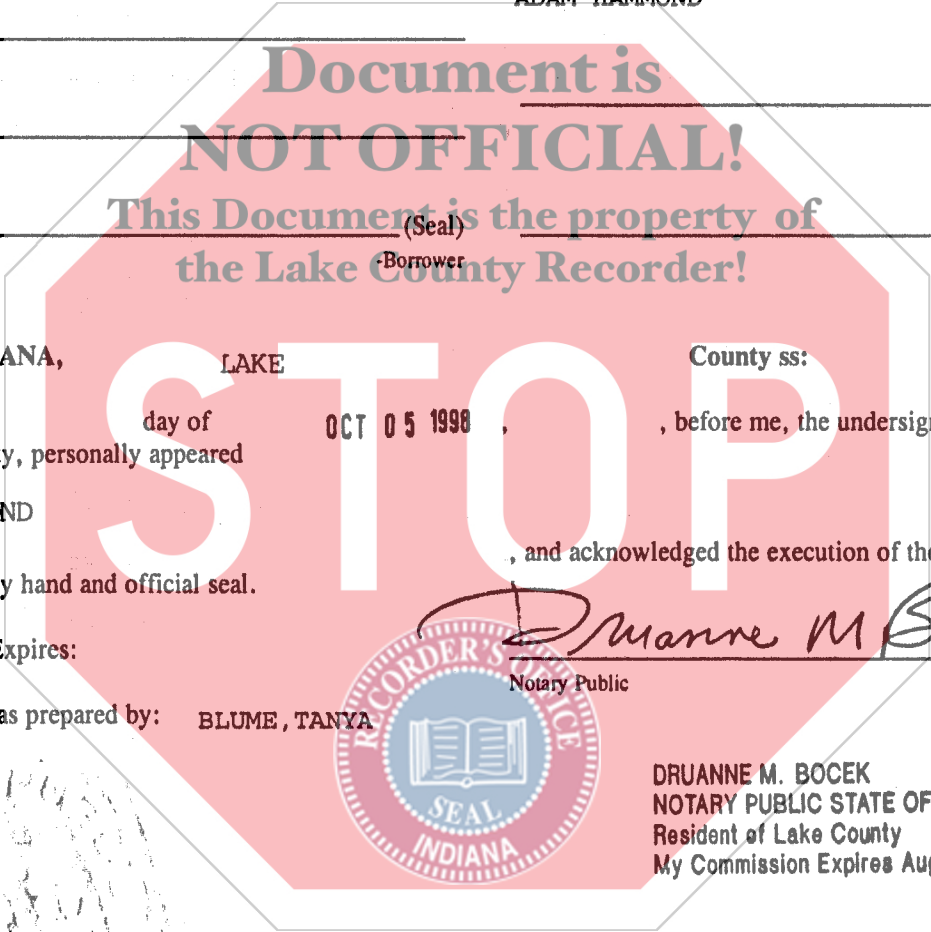 ADAM HAMMOND
Document is
NOT OFFICIAL!
This Document is the property of
(Seal)
the Lake County Recorder!
-Borrower
ANA, LAKE County ss:
STOP
day of OCT 05 1998 , , before me, the undersign
y, personally appeared
ND
, and acknowledged the execution of the
y hand and official seal.
Druanne M B
Expires:
Notary Public
as prepared by: BLUME, TANYA
RECORDER'S OFFICE
SEAL
INDIANA
DRUANNE M. BOCEK
NOTARY PUBLIC STATE OF
Resident of Lake County
My Commission Expires Aug